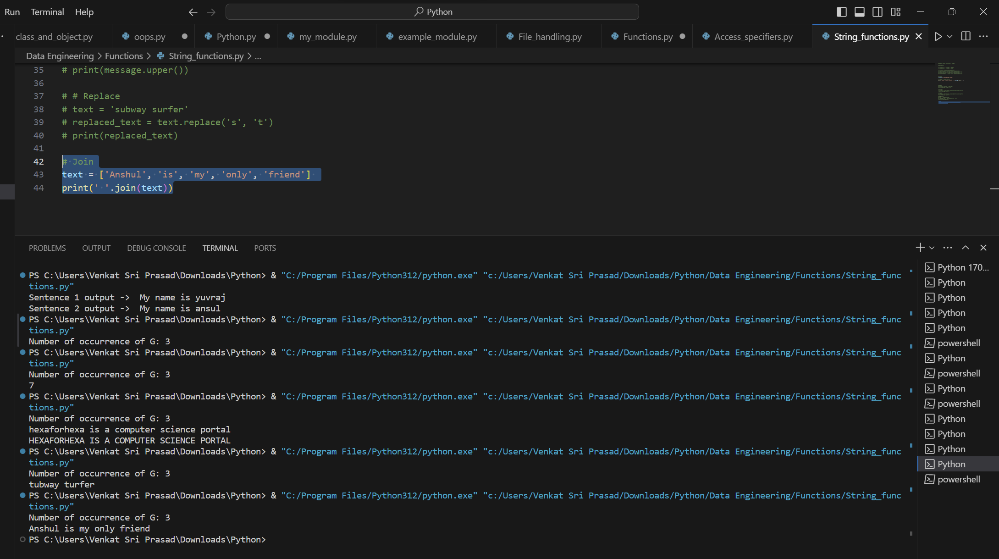 Run Terminal Help Python
class_and_object.py oops.py Python.py my_module.py example_module.py File_handling.py Functions.py Access_specifiers.py String_functions.py
Data Engineering > Functions > String_functions.py > ...
35 # print(message.upper())
36
37 # # Replace
38 # text = 'subway surfer'
39 # replaced_text = text.replace('s', 't')
40 # print(replaced_text)
41
42 # Join
43 text = ['Anshul', 'is', 'my', 'only', 'friend']
44 print(' '.join(text))
PROBLEMS OUTPUT DEBUG CONSOLE TERMINAL PORTS
PS C:\Users\Venkat Sri Prasad\Downloads\Python> & "C:/Program Files/Python312/python.exe" "c:/Users/Venkat Sri Prasad/Downloads/Python/Data Engineering/Functions/String_func
tions.py"
Sentence 1 output ->  My name is yuvraj
Sentence 2 output ->  My name is ansul
PS C:\Users\Venkat Sri Prasad\Downloads\Python> & "C:/Program Files/Python312/python.exe" "c:/Users/Venkat Sri Prasad/Downloads/Python/Data Engineering/Functions/String_func
tions.py"
Number of occurrence of G: 3
PS C:\Users\Venkat Sri Prasad\Downloads\Python> & "C:/Program Files/Python312/python.exe" "c:/Users/Venkat Sri Prasad/Downloads/Python/Data Engineering/Functions/String_func
tions.py"
Number of occurrence of G: 3
7
PS C:\Users\Venkat Sri Prasad\Downloads\Python> & "C:/Program Files/Python312/python.exe" "c:/Users/Venkat Sri Prasad/Downloads/Python/Data Engineering/Functions/String_func
tions.py"
Number of occurrence of G: 3
hexaforhexa is a computer science portal
HEXAFORHEXA IS A COMPUTER SCIENCE PORTAL
PS C:\Users\Venkat Sri Prasad\Downloads\Python> & "C:/Program Files/Python312/python.exe" "c:/Users/Venkat Sri Prasad/Downloads/Python/Data Engineering/Functions/String_func
tions.py"
Number of occurrence of G: 3
tubway turfer
PS C:\Users\Venkat Sri Prasad\Downloads\Python> & "C:/Program Files/Python312/python.exe" "c:/Users/Venkat Sri Prasad/Downloads/Python/Data Engineering/Functions/String_func
tions.py"
Number of occurrence of G: 3
Anshul is my only friend
PS C:\Users\Venkat Sri Prasad\Downloads\Python>
Python 170...
Python
Python
Python
Python
powershell
Python
powershell
Python
powershell
Python
Python
Python
Python
powershell